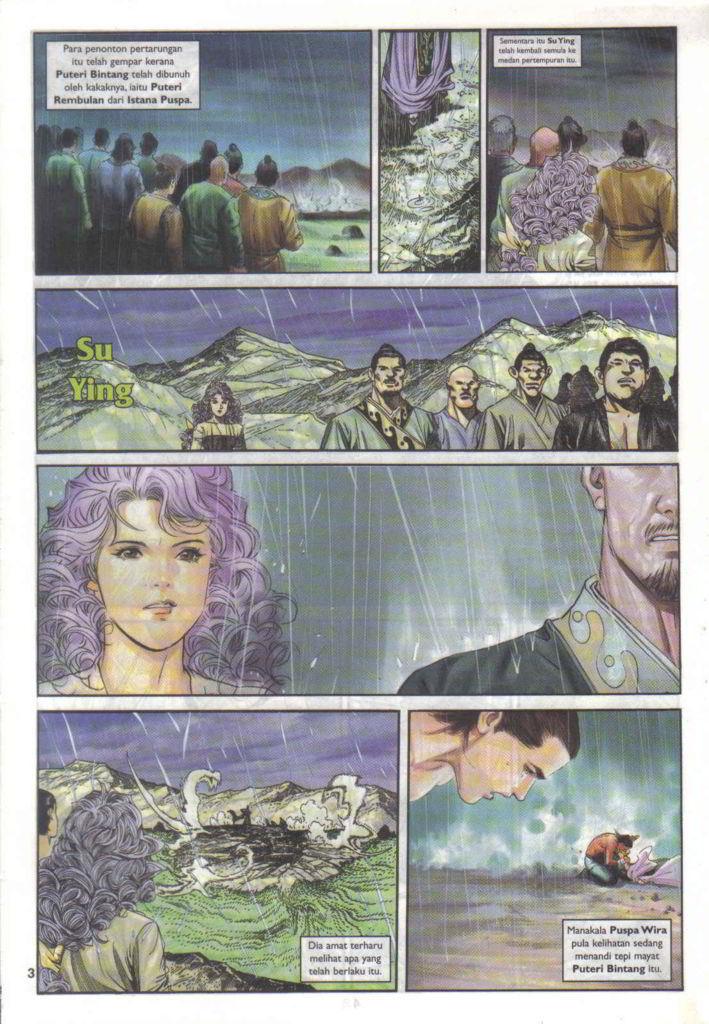 Para penonton pertarungan
itu telah gempar kerana
Puteri Bintang telah dibunuh
oleh kakaknya, iaitu Puteri
Rembulan dari Istana Puspa.
Sementara itu Su Ying
telah kembali semula ke
medan pertempuran itu.
Su
Ying
Dia amat terharu
melihat apa yang
telah berlaku itu.
Manakala Puspa Wira
pula kelihatan sedang
menandi tepi mayat
Puteri Bintang itu.
3